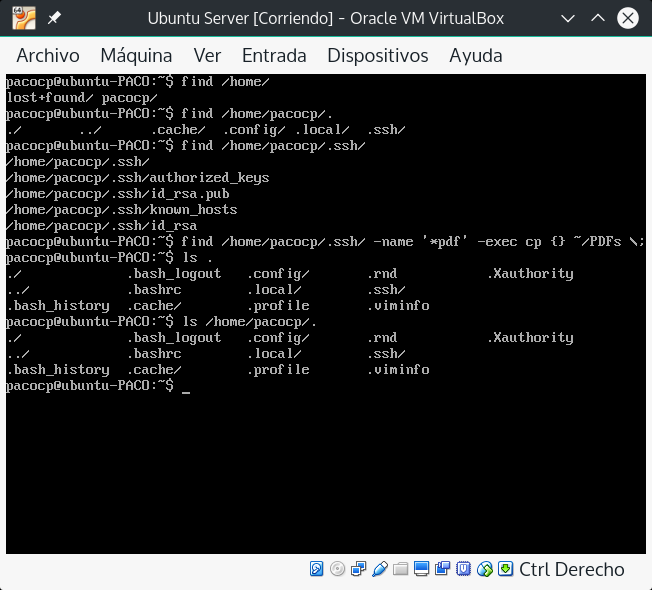 Ubuntu Server [Corriendo] - Oracle VM VirtualBox
Archivo Máquina Ver Entrada Dispositivos Ayuda
pacocp@ubuntu-PACO:~$ find /home/
lost+found/ pacocp/
pacocp@ubuntu-PACO:~$ find /home/pacocp/.
./ ../ .cache/ .config/ .local/ .ssh/
pacocp@ubuntu-PACO:~$ find /home/pacocp/.ssh/
/home/pacocp/.ssh/
/home/pacocp/.ssh/authorized_keys
/home/pacocp/.ssh/id_rsa.pub
/home/pacocp/.ssh/known_hosts
/home/pacocp/.ssh/id_rsa
pacocp@ubuntu-PACO:~$ find /home/pacocp/.ssh/ -name '*pdf' -exec cp {} ~/PDFs \;
pacocp@ubuntu-PACO:~$ ls .
./ .bash_logout .config/ .rnd .Xauthority
../ .bashrc .local/ .ssh/
.bash_history .cache/ .profile .viminfo
pacocp@ubuntu-PACO:~$ ls /home/pacocp/.
./ .bash_logout .config/ .rnd .Xauthority
../ .bashrc .local/ .ssh/
.bash_history .cache/ .profile .viminfo
pacocp@ubuntu-PACO:~$ _
Ctrl Derecho